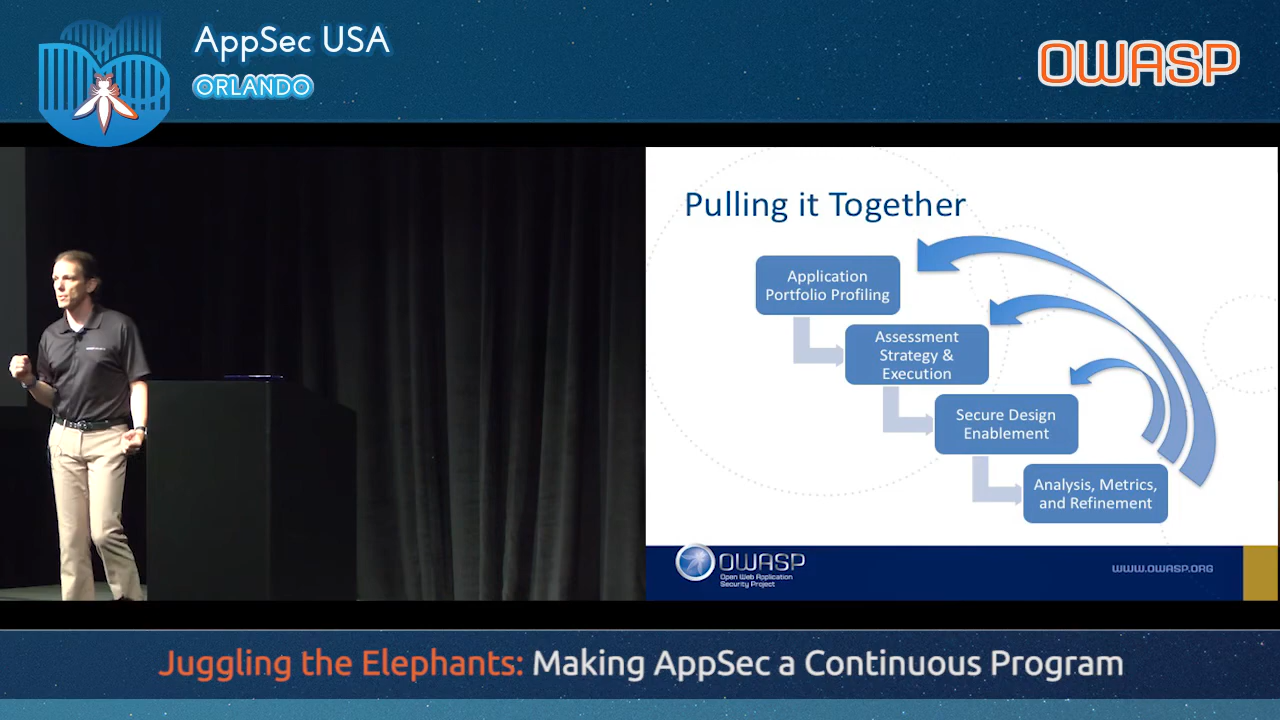 AppSec USA
ORLANDO
OWASP
Pulling it Together
Application
Portfolio Profiling
Assessment
Strategy &
Execution
Secure Design
Enablement
Analysis, Metrics,
and Refinement
OWASP
Open Web Application
Security Project
WWW.OWASP.ORG
Juggling the Elephants: Making AppSec a Continuous Program